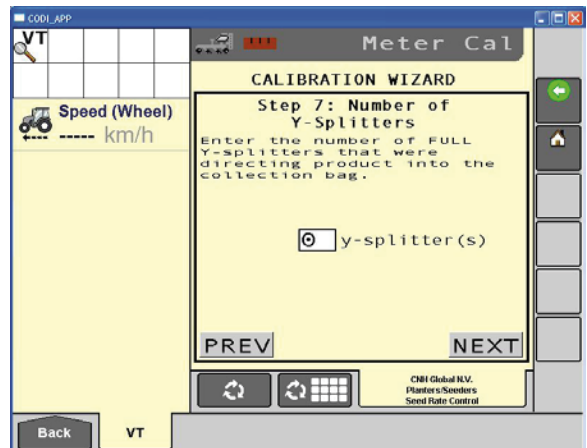 CODI_APP
VT
Meter Cal
CALIBRATION WIZARD
Speed (Wheel)
----- km/h
Step 7: Number of
Y-Splitters
Enter the number of FULL
Y-splitters that were
directing product into the
collection bag.
0 y-splitter(s)
PREV
NEXT
CNH Global N.V.
Planters/Seeders
Seed Rate Control
Back
VT